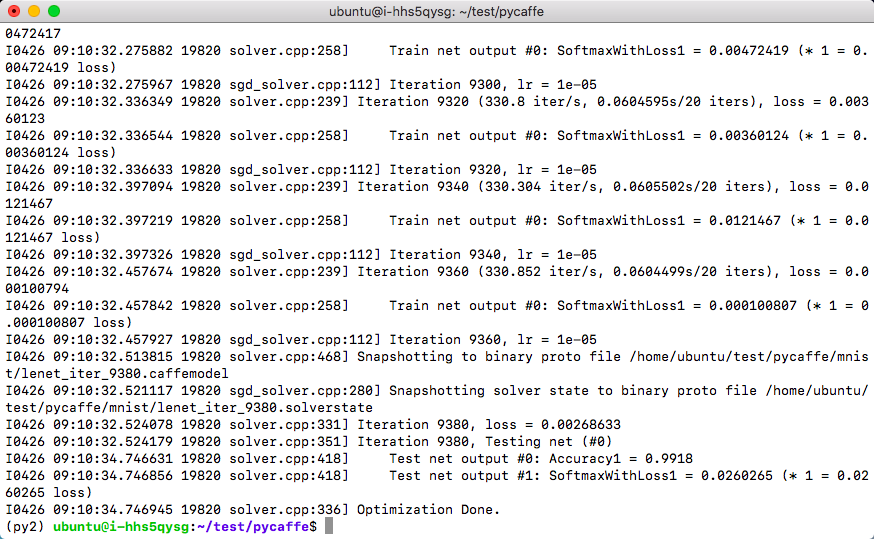 ubuntu@i-hhs5qysg: ~/test/pycaffe
0472417
I0426 09:10:32.275882 19820 solver.cpp:258]     Train net output #0: SoftmaxWithLoss1 = 0.00472419 (* 1 = 0.
00472419 loss)
I0426 09:10:32.275967 19820 sgd_solver.cpp:112] Iteration 9300, lr = 1e-05
I0426 09:10:32.336349 19820 solver.cpp:239] Iteration 9320 (330.8 iter/s, 0.0604595s/20 iters), loss = 0.003
60123
I0426 09:10:32.336544 19820 solver.cpp:258]     Train net output #0: SoftmaxWithLoss1 = 0.00360124 (* 1 = 0.
00360124 loss)
I0426 09:10:32.336633 19820 sgd_solver.cpp:112] Iteration 9320, lr = 1e-05
I0426 09:10:32.397094 19820 solver.cpp:239] Iteration 9340 (330.304 iter/s, 0.0605502s/20 iters), loss = 0.0
121467
I0426 09:10:32.397219 19820 solver.cpp:258]     Train net output #0: SoftmaxWithLoss1 = 0.0121467 (* 1 = 0.0
121467 loss)
I0426 09:10:32.397326 19820 sgd_solver.cpp:112] Iteration 9340, lr = 1e-05
I0426 09:10:32.457674 19820 solver.cpp:239] Iteration 9360 (330.852 iter/s, 0.0604499s/20 iters), loss = 0.0
00100794
I0426 09:10:32.457842 19820 solver.cpp:258]     Train net output #0: SoftmaxWithLoss1 = 0.000100807 (* 1 = 0
.000100807 loss)
I0426 09:10:32.457927 19820 sgd_solver.cpp:112] Iteration 9360, lr = 1e-05
I0426 09:10:32.513815 19820 solver.cpp:468] Snapshotting to binary proto file /home/ubuntu/test/pycaffe/mnis
t/lenet_iter_9380.caffemodel
I0426 09:10:32.521117 19820 sgd_solver.cpp:280] Snapshotting solver state to binary proto file /home/ubuntu/
test/pycaffe/mnist/lenet_iter_9380.solverstate
I0426 09:10:32.524078 19820 solver.cpp:331] Iteration 9380, loss = 0.00268633
I0426 09:10:32.524179 19820 solver.cpp:351] Iteration 9380, Testing net (#0)
I0426 09:10:34.746631 19820 solver.cpp:418]     Test net output #0: Accuracy1 = 0.9918
I0426 09:10:34.746856 19820 solver.cpp:418]     Test net output #1: SoftmaxWithLoss1 = 0.0260265 (* 1 = 0.02
60265 loss)
I0426 09:10:34.746945 19820 solver.cpp:336] Optimization Done.
(py2) ubuntu@i-hhs5qysg:~/test/pycaffe$